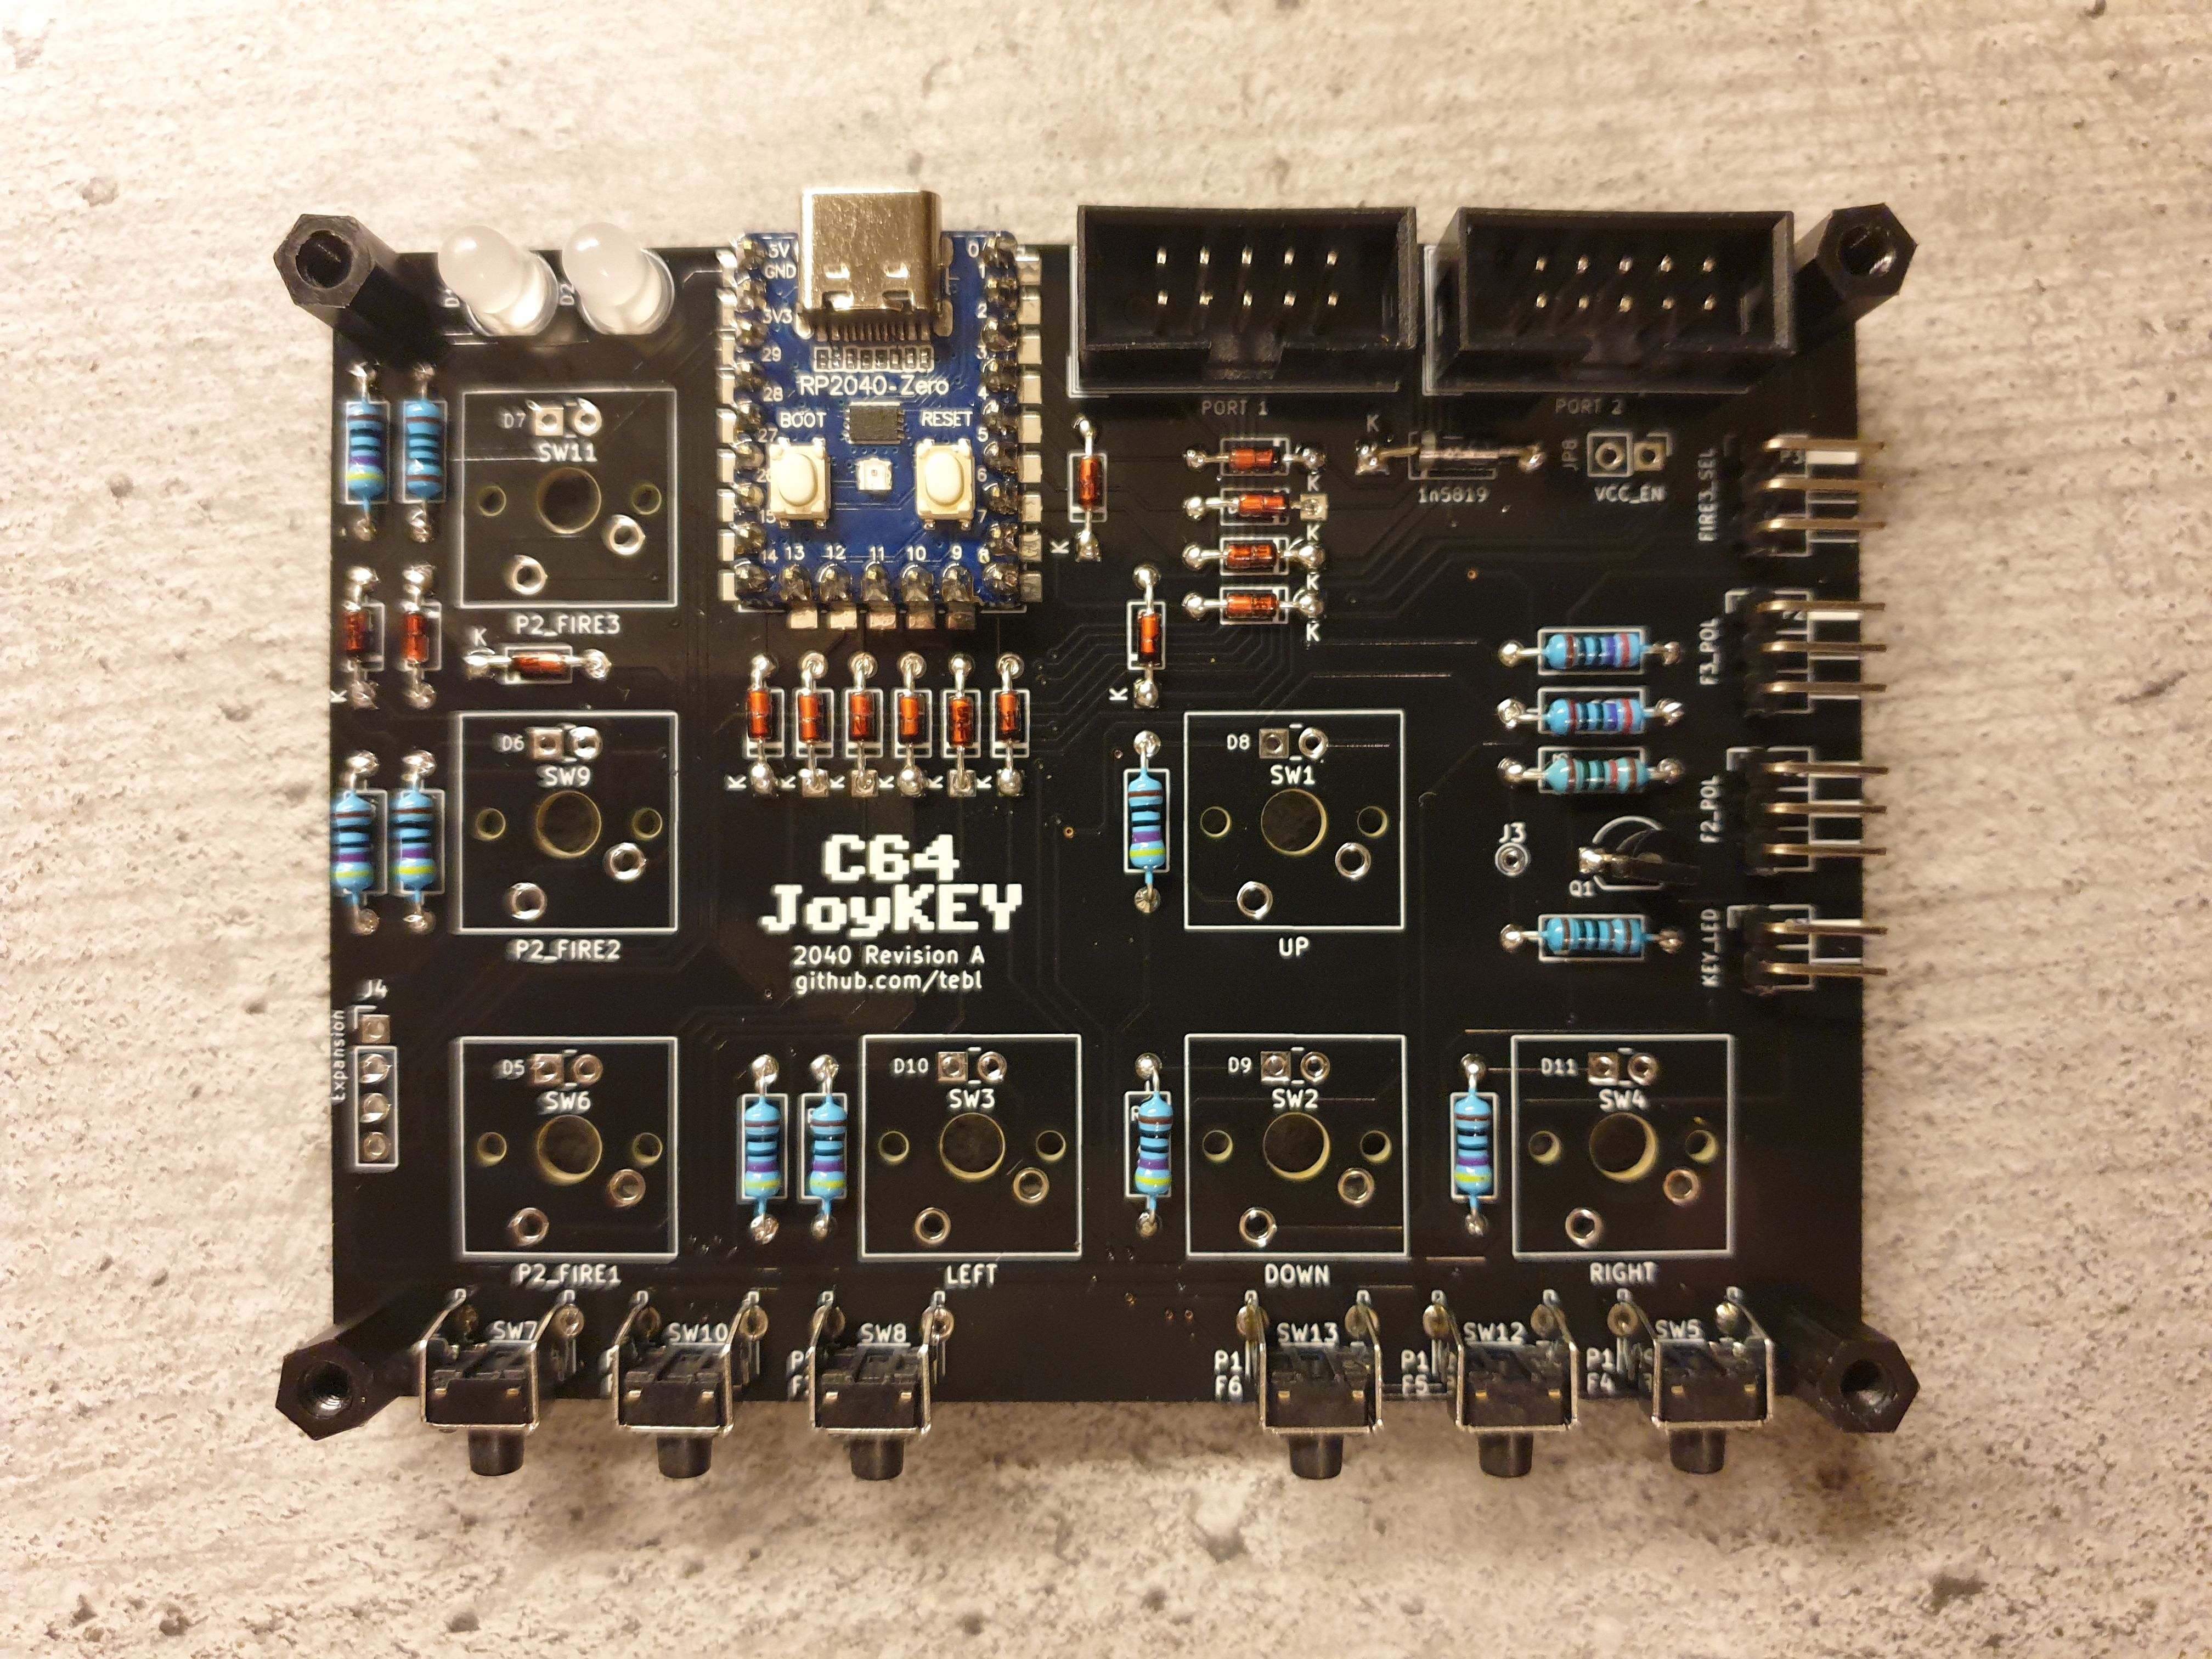 5V
GND
3V3
29
28
27
15
14
13
12
11
10
9
8
0
1
2
3
4
5
6
7
RP2040-Zero
BOOT
RESET
PORT 1
PORT 2
K
1n5819
JP8
VCC_EN
FIRE3_SEL
D7
SW11
P2_FIRE3
K
K
K
K
K
K
K
K
K
F3_POL
D6
SW9
P2_FIRE2
K
K
K
K
K
K
D8
SW1
UP
F2_POL
J3
Q1
KEY_LED
C64
JoyKEY
2040 Revision A
github.com/tebl
J4
Expansion
D5
SW6
P2_FIRE1
D10
SW3
LEFT
D9
SW2
DOWN
D11
SW4
RIGHT
SW7
SW10
SW8
SW13
P1
F6
SW12
P1
F5
SW5
P1
F4